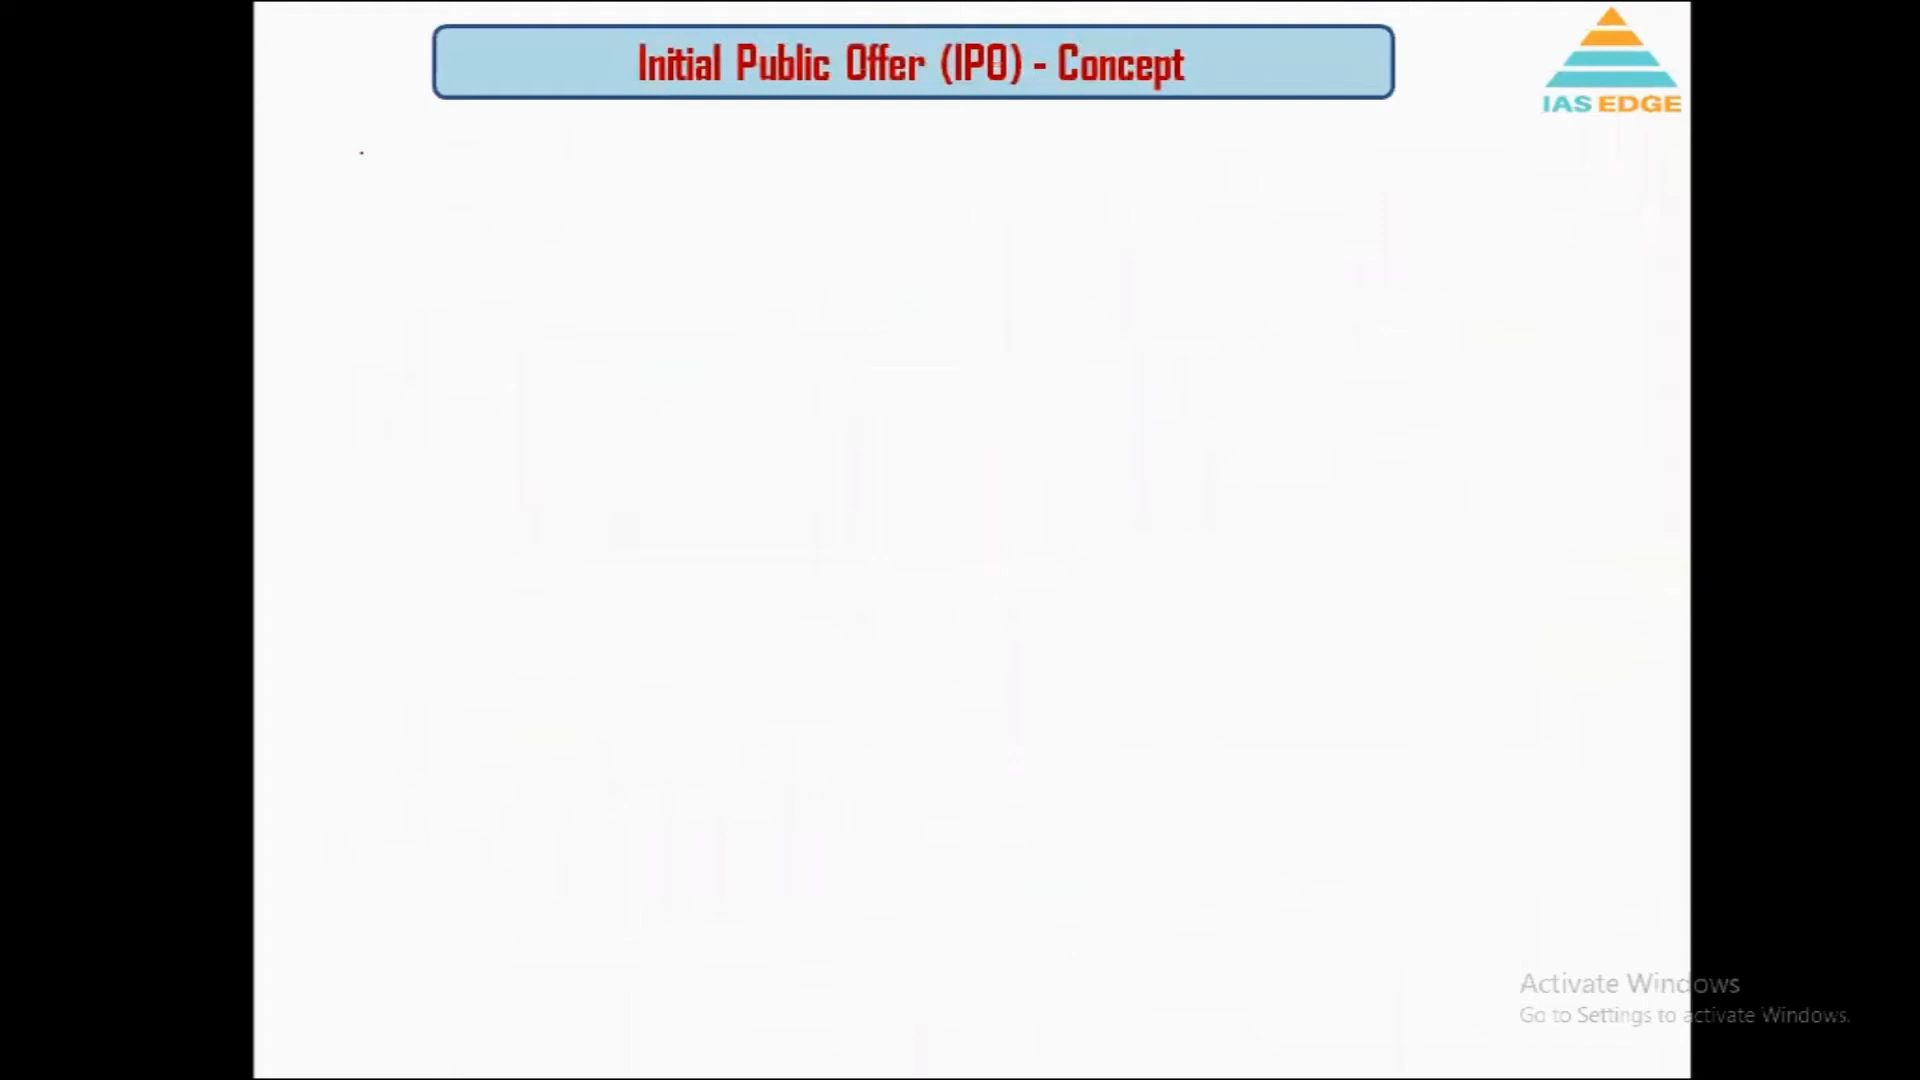 Initial Public Offer (IPO) - Concept
IAS EDGE
Activate Windows
Go to Settings to activate Windows.